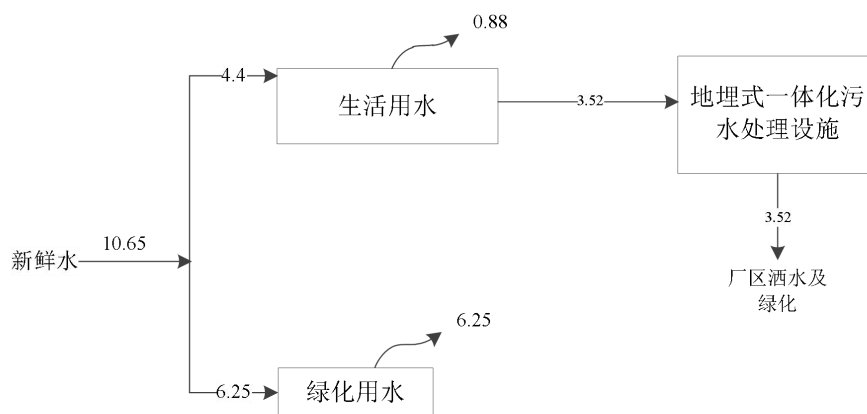 0.88
4.4
生活用水
3.52
地埋式一体化污
水处理设施
3.52
新鲜水
10.65
厂区洒水及
绿化
6.25
6.25
绿化用水